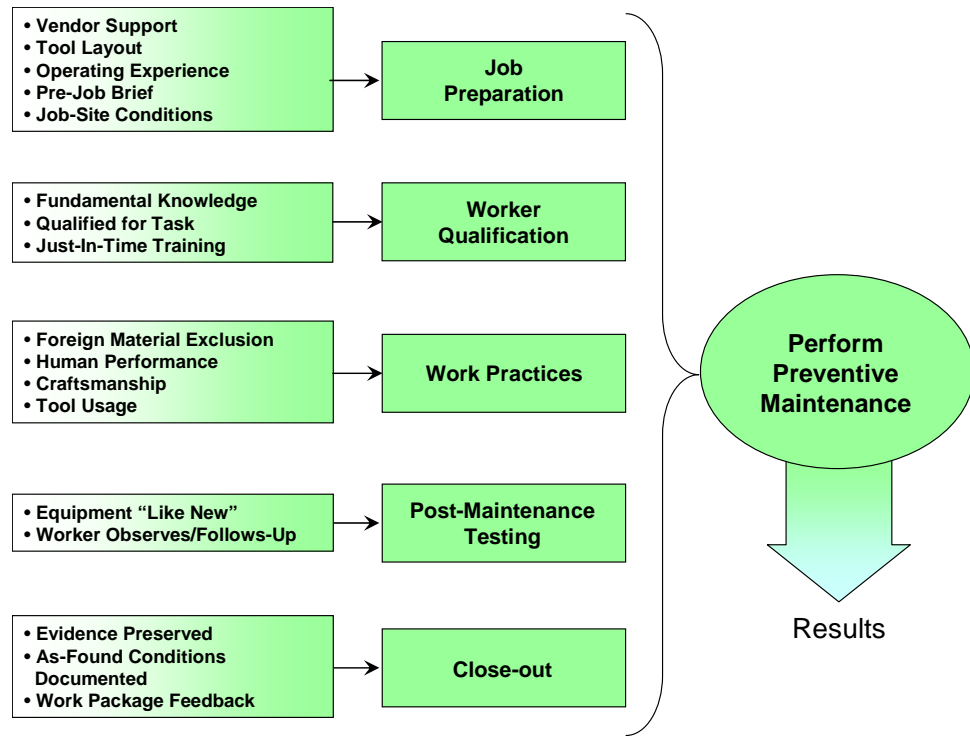 • Vendor Support
• Tool Layout
• Operating Experience
• Pre-Job Brief
• Job-Site Conditions
Job
Preparation
• Fundamental Knowledge
• Qualified for Task
• Just-In-Time Training
Worker
Qualification
• Foreign Material Exclusion
• Human Performance
• Craftsmanship
• Tool Usage
Work Practices
• Equipment “Like New”
• Worker Observes/Follows-Up
Post-Maintenance
Testing
• Evidence Preserved
• As-Found Conditions
Documented
• Work Package Feedback
Close-out
Perform
Preventive
Maintenance
Results